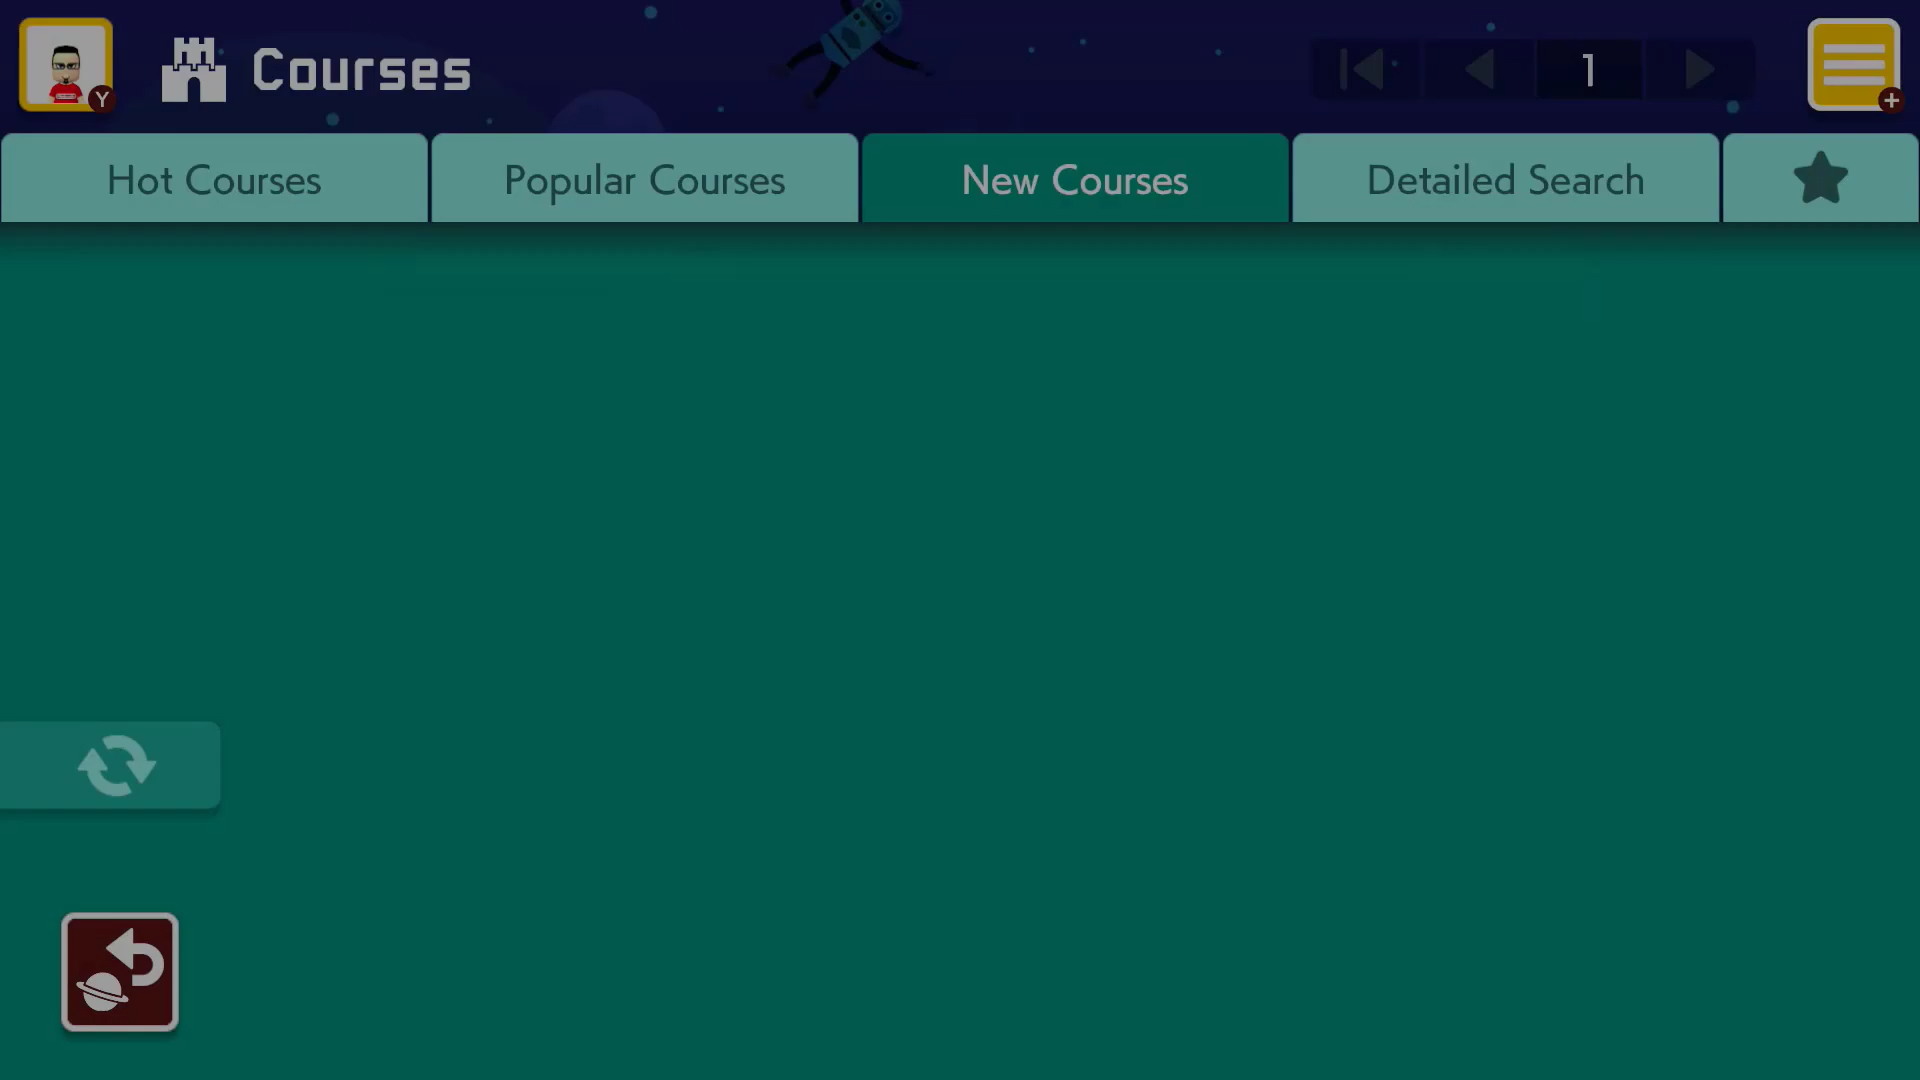 Courses
1
Y
+
Hot Courses
Popular Courses
New Courses
Detailed Search